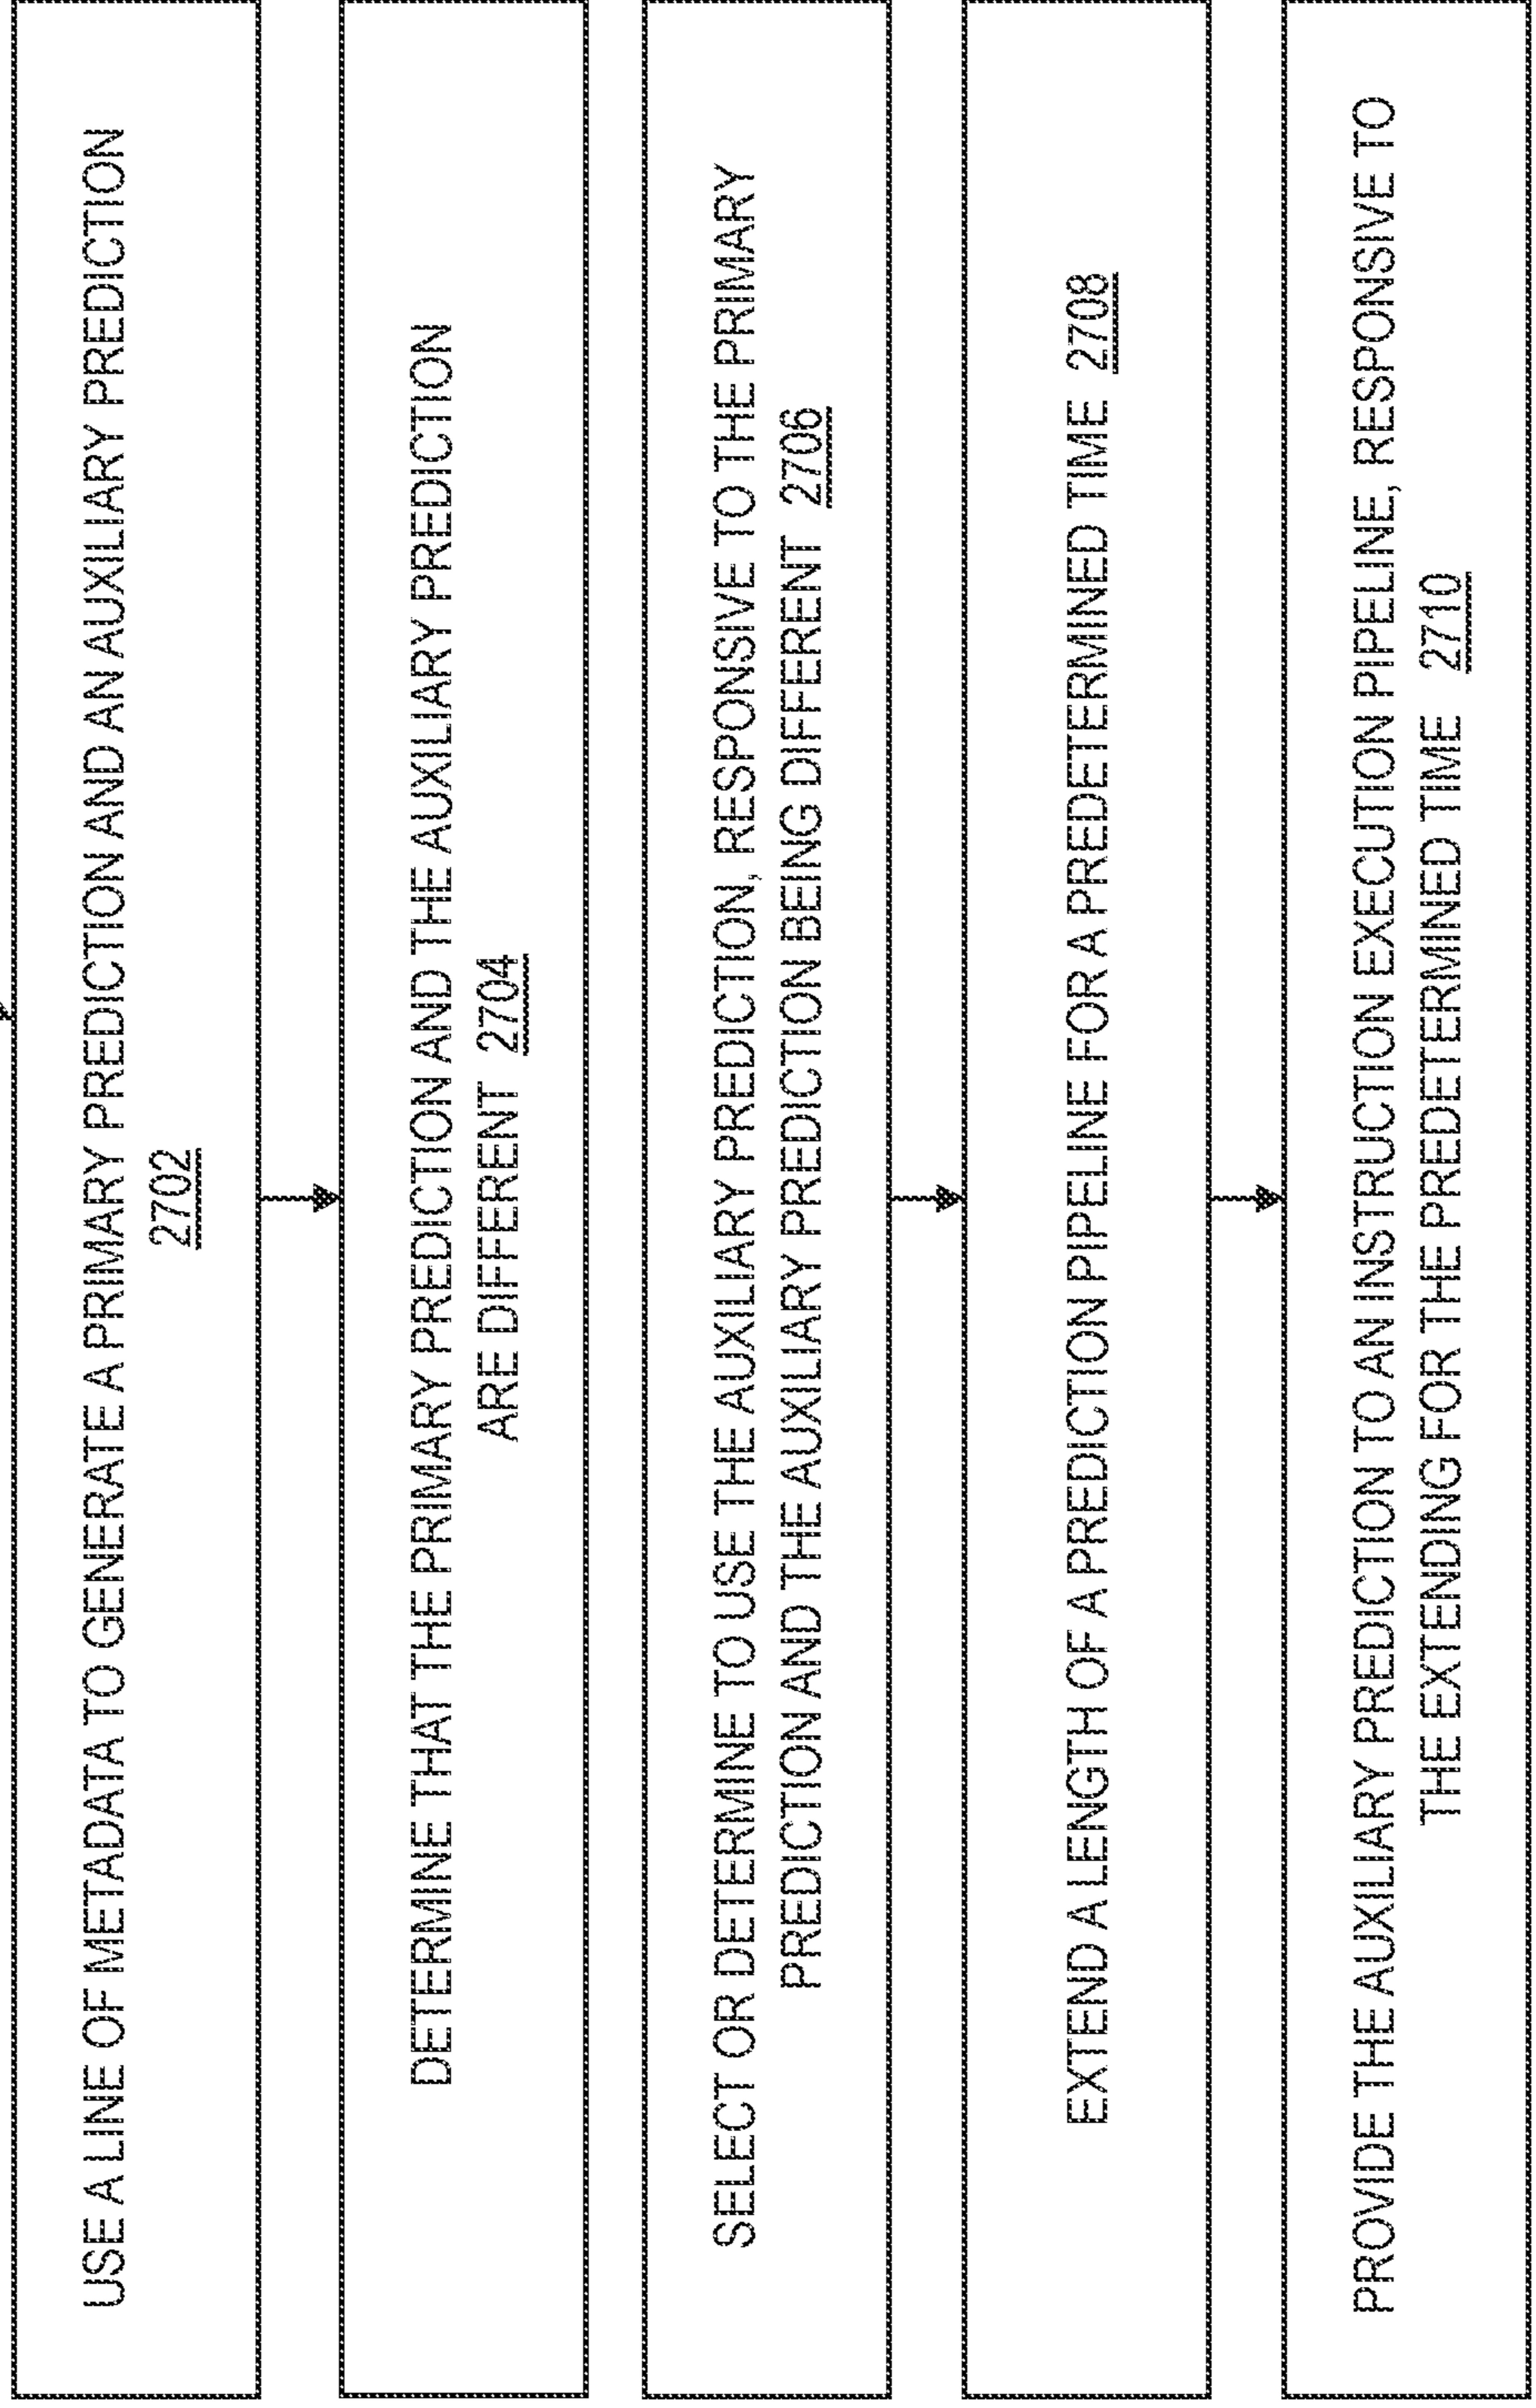 USE A LINE OF METADATA TO GENERATE A PRIMARY PREDICTION AND AN AUXILIARY PREDICTION
2702
DETERMINE THAT THE PRIMARY PREDICTION AND THE AUXILIARY PREDICTION
ARE DIFFERENT 2704
SELECT OR DETERMINE TO USE THE AUXILIARY PREDICTION, RESPONSIVE TO THE PRIMARY
PREDICTION AND THE AUXILIARY PREDICTION BEING DIFFERENT 2706
EXTEND A LENGTH OF A PREDICTION PIPELINE FOR A PREDETERMINED TIME 2708
PROVIDE THE AUXILIARY PREDICTION TO AN INSTRUCTION EXECUTION PIPELINE, RESPONSIVE TO
THE EXTENDING FOR THE PREDETERMINED TIME 2710